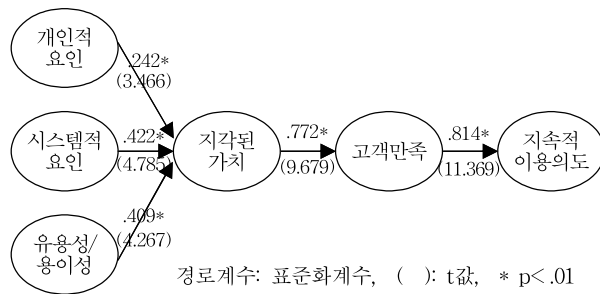 개인적
요인
.242*
(3.466)
시스템적
요인
.422*
(4.785)
지각된
가치
.772*
(9.679)
고객만족
.814*
(11.369)
지속적
이용의도
.409*
(4.267)
유용성/
용이성
경로계수: 표준화계수, ( ): t값, * p<.01